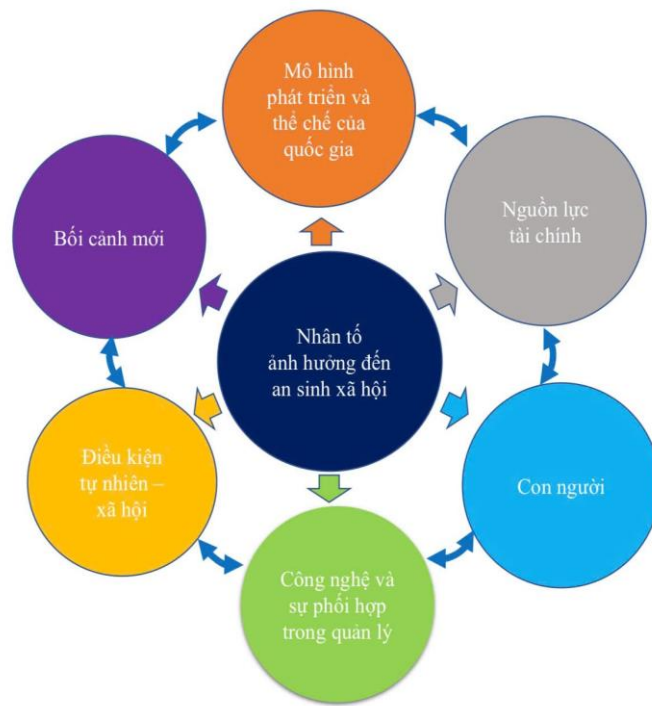 Mô hình
phát triển và
thể chế của
quốc gia
Nguồn lực
tài chính
Bối cảnh mới
Nhân tố
ảnh hưởng đến
an sinh xã hội
Điều kiện
tự nhiên –
xã hội
Con người
Công nghệ và
sự phối hợp
trong quản lý